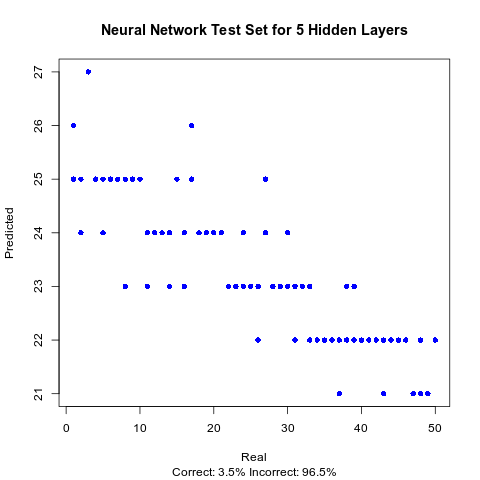 Neural Network Test Set for 5 Hidden Layers
Predicted
27
26
25
24
23
22
21
0 10 20 30 40 50
Real
Correct: 3.5% Incorrect: 96.5%